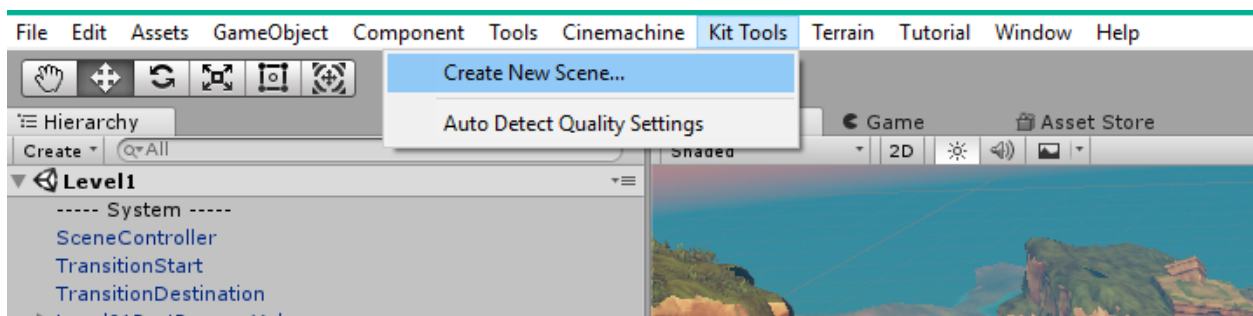 File Edit Assets GameObject Component Tools Cinemachine Kit Tools Terrain Tutorial Window Help
Create New Scene...
Auto Detect Quality Settings
Hierarchy Game Asset Store
Create All Shaded 2D
Level1
----- System -----
SceneController
TransitionStart
TransitionDestination